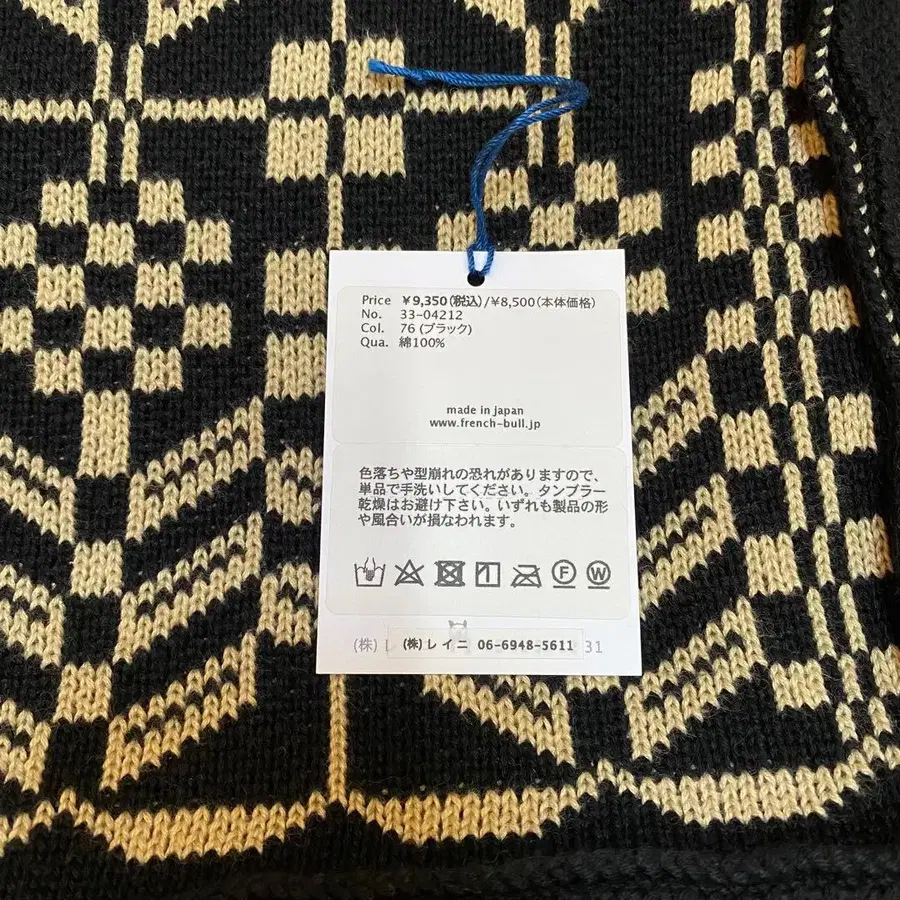 Price ¥9,350(税込)/¥8,500(本体価格)
No. 33-04212
Col. 76(ブラック)
Qua. 綿100%
made in japan
www.french-bull.jp
色落ちや型崩れの恐れがありますので、
単品で手洗いしてください。タンブラー
乾燥はお避け下さい。いずれも製品の形
や風合いが損なわれます。
F W
(株)レイニ 06-6948-5611
31